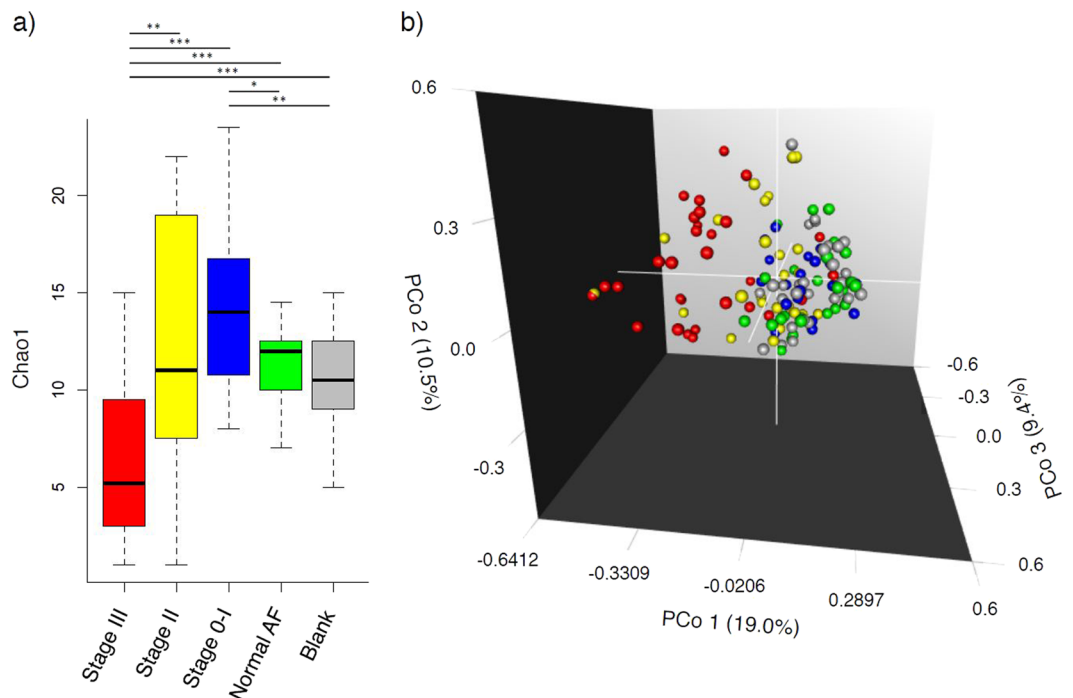 a)
**
***
***
***
*
**
Chao1
20
15
10
5
Stage III
Stage II
Stage 0-I
Normal AF
Blank
b)
0.6
0.3
0.0
-0.3
PCo 2 (10.5%)
-0.6412
-0.3309
-0.0206
0.2897
0.6
PCo 1 (19.0%)
-0.6
-0.3
0.0
0.3
0.6
PCo 3 (9.4%)